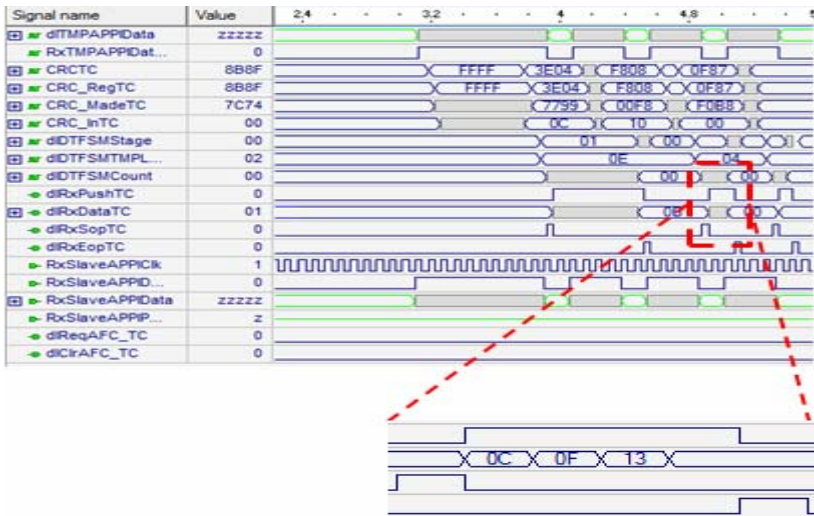 Signal name Value 2,4 3,2 4 4,8 5
dlTMPAPPIData ZZZZZ
RxTMPAPPIDat... 0
CRCTC 8B8F FFFF 3E04 F808 0F87
CRC_RegTC 8B8F FFFF 3E04 F808 0F87
CRC_MadeTC 7C74 7799 00F8 F0B8
CRC_InTC 00 0C 10 00
dlDTFSMStage 00 01 00
dlDTFSMTMPL... 02 0E 04
dlDTFSMCount 00 00 00
dlRxPushTC 0
dlRxDataTC 01
dlRxSopTC 0
dlRxEopTC 0
RxSlaveAPPIClk 1
RxSlaveAPPID... 0
RxSlaveAPPIData ZZZZZ
RxSlaveAPPIP... z
dlReqAFC_TC 0
dlClrAFC_TC 0
0C 0F 13